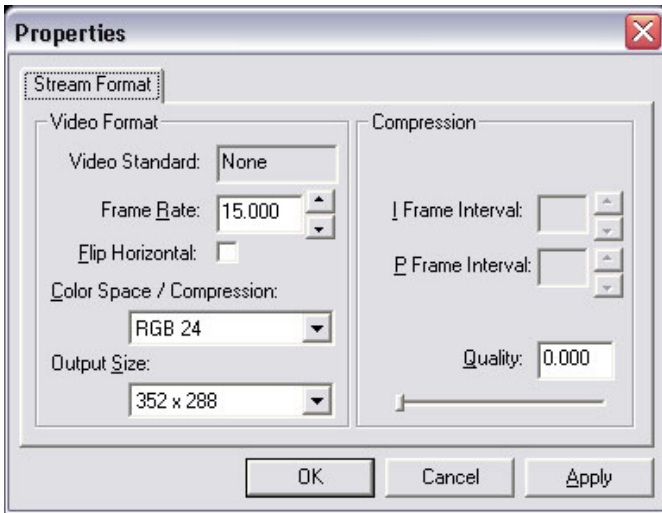 Properties
Stream Format
Video Format
Video Standard: None
Frame Rate: 15.000
Flip Horizontal:
Color Space / Compression:
RGB 24
Output Size:
352 x 288
Compression
I Frame Interval:
P Frame Interval:
Quality: 0.000
OK Cancel Apply